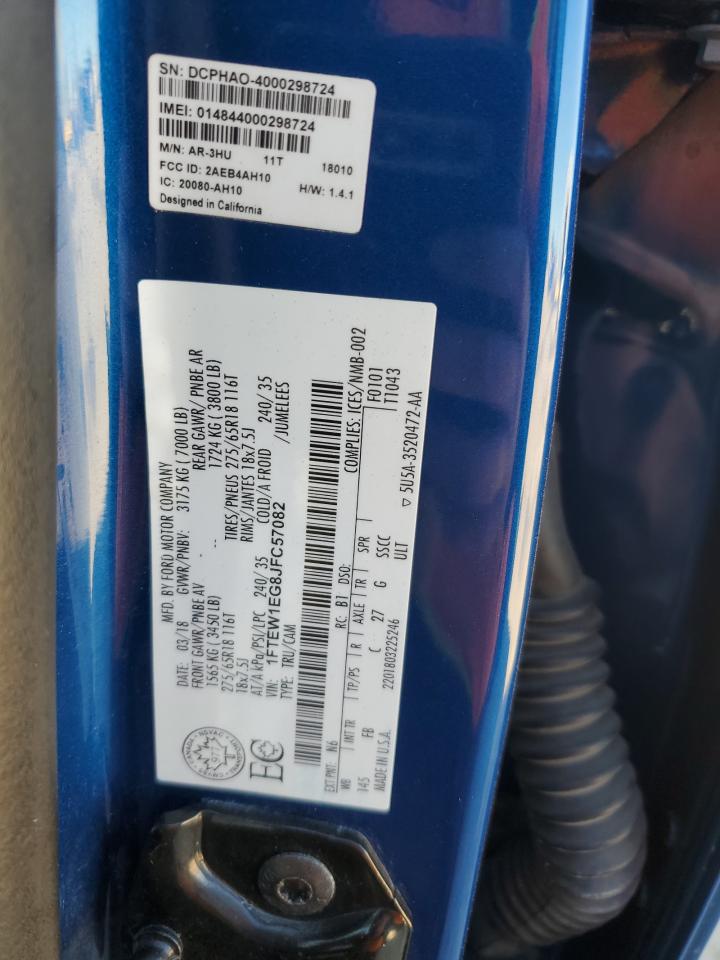 SN: DCPHAO-4000298724
IMEI: 014844000298724
M/N: AR-3HU 11T 18010
FCC ID: 2AEB4AH10
IC: 20080-AH10 H/W: 1.4.1
Designed in California
MFD. BY FORD MOTOR COMPANY
DATE: 03/18 GVWR/PNBV: 3175 KG ( 7000 LB)
FRONT GAWR/PNBE AV REAR GAWR/PNBE AR
1565 KG ( 3450 LB) 1724 KG ( 3800 LB)
275/65R18 116T TIRES/PNEUS 275/65R18 116T
18x7.5J RIMS/JANTES 18x7.5J
AT/A kPa/PSI/LPC 240/ 35 COLD/A FROID 240/ 35
VIN: 1FTEW1EG8JFC57082 /JUMELEES
TYPE: TRU/CAM
EC
COMPLIES: ICES/NMB-002
EXT PNT: N6 RC: B1 DSO: F0101
WB INT TR TP/PS R AXLE TR SPR T1043
145 FB C 27 G SSCC
MADE IN U.S.A. 2201803225246 ULT ▽ 5U5A-3520472-AA